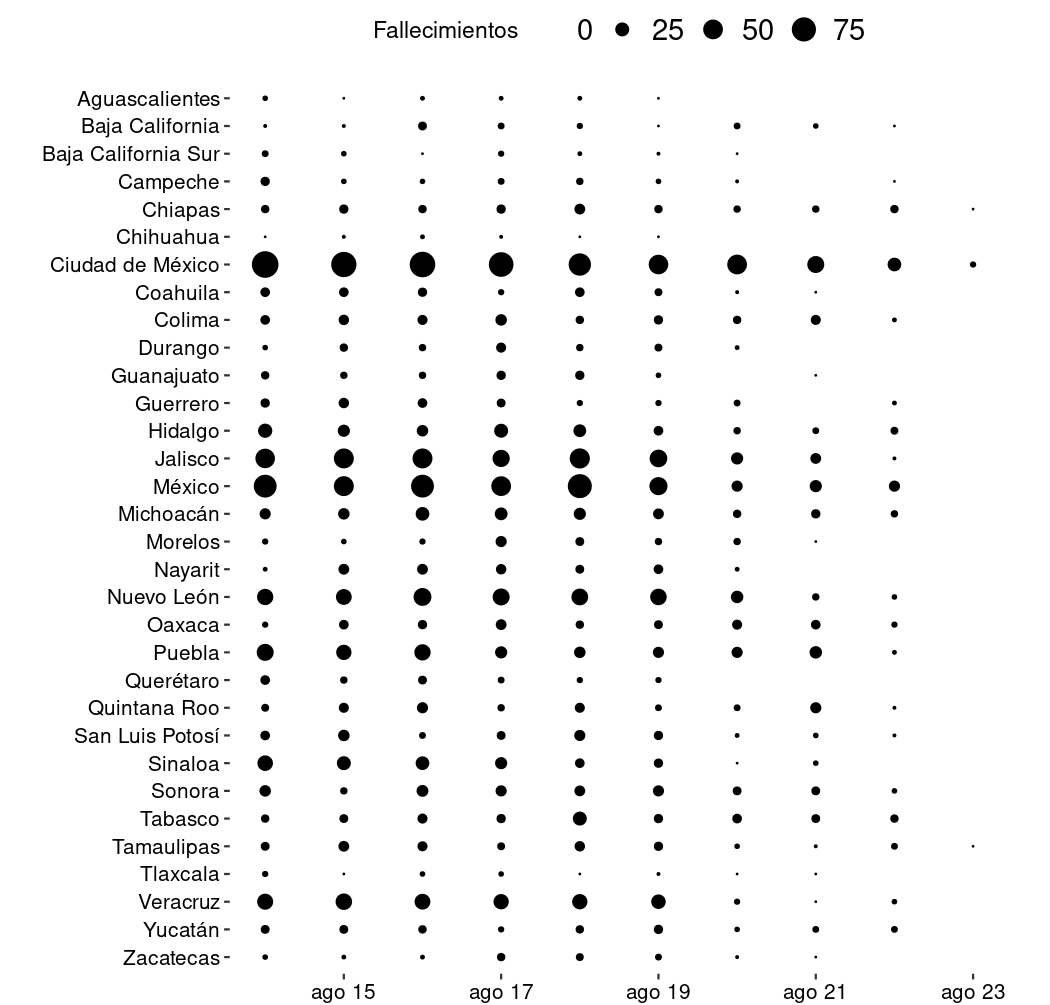 Fallecimientos 0 25 50 75
Aguascalientes
Baja California
Baja California Sur
Campeche
Chiapas
Chihuahua
Ciudad de México
Coahuila
Colima
Durango
Guanajuato
Guerrero
Hidalgo
Jalisco
México
Michoacán
Morelos
Nayarit
Nuevo León
Oaxaca
Puebla
Querétaro
Quintana Roo
San Luis Potosí
Sinaloa
Sonora
Tabasco
Tamaulipas
Tlaxcala
Veracruz
Yucatán
Zacatecas
ago 15 ago 17 ago 19 ago 21 ago 23